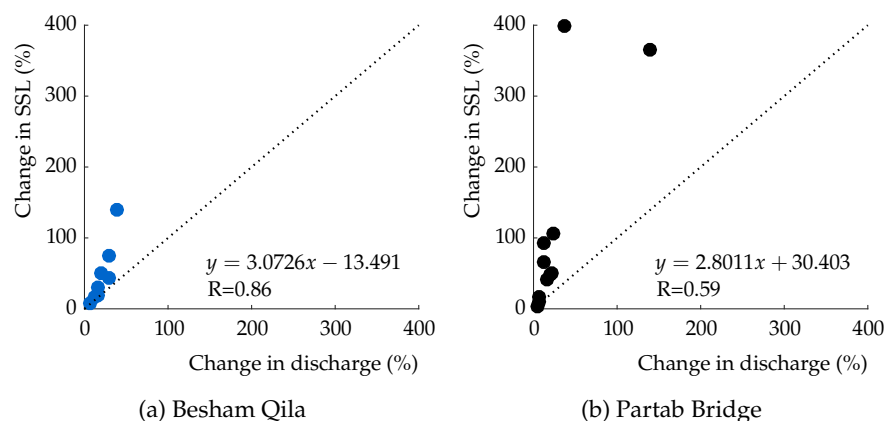 400
300
200
100
0
Change in SSL (%)
0 100 200 300 400
Change in discharge (%)
y = 3.0726x − 13.491
R=0.86
(a) Besham Qila
400
300
200
100
0
Change in SSL (%)
0 100 200 300 400
Change in discharge (%)
y = 2.8011x + 30.403
R=0.59
(b) Partab Bridge